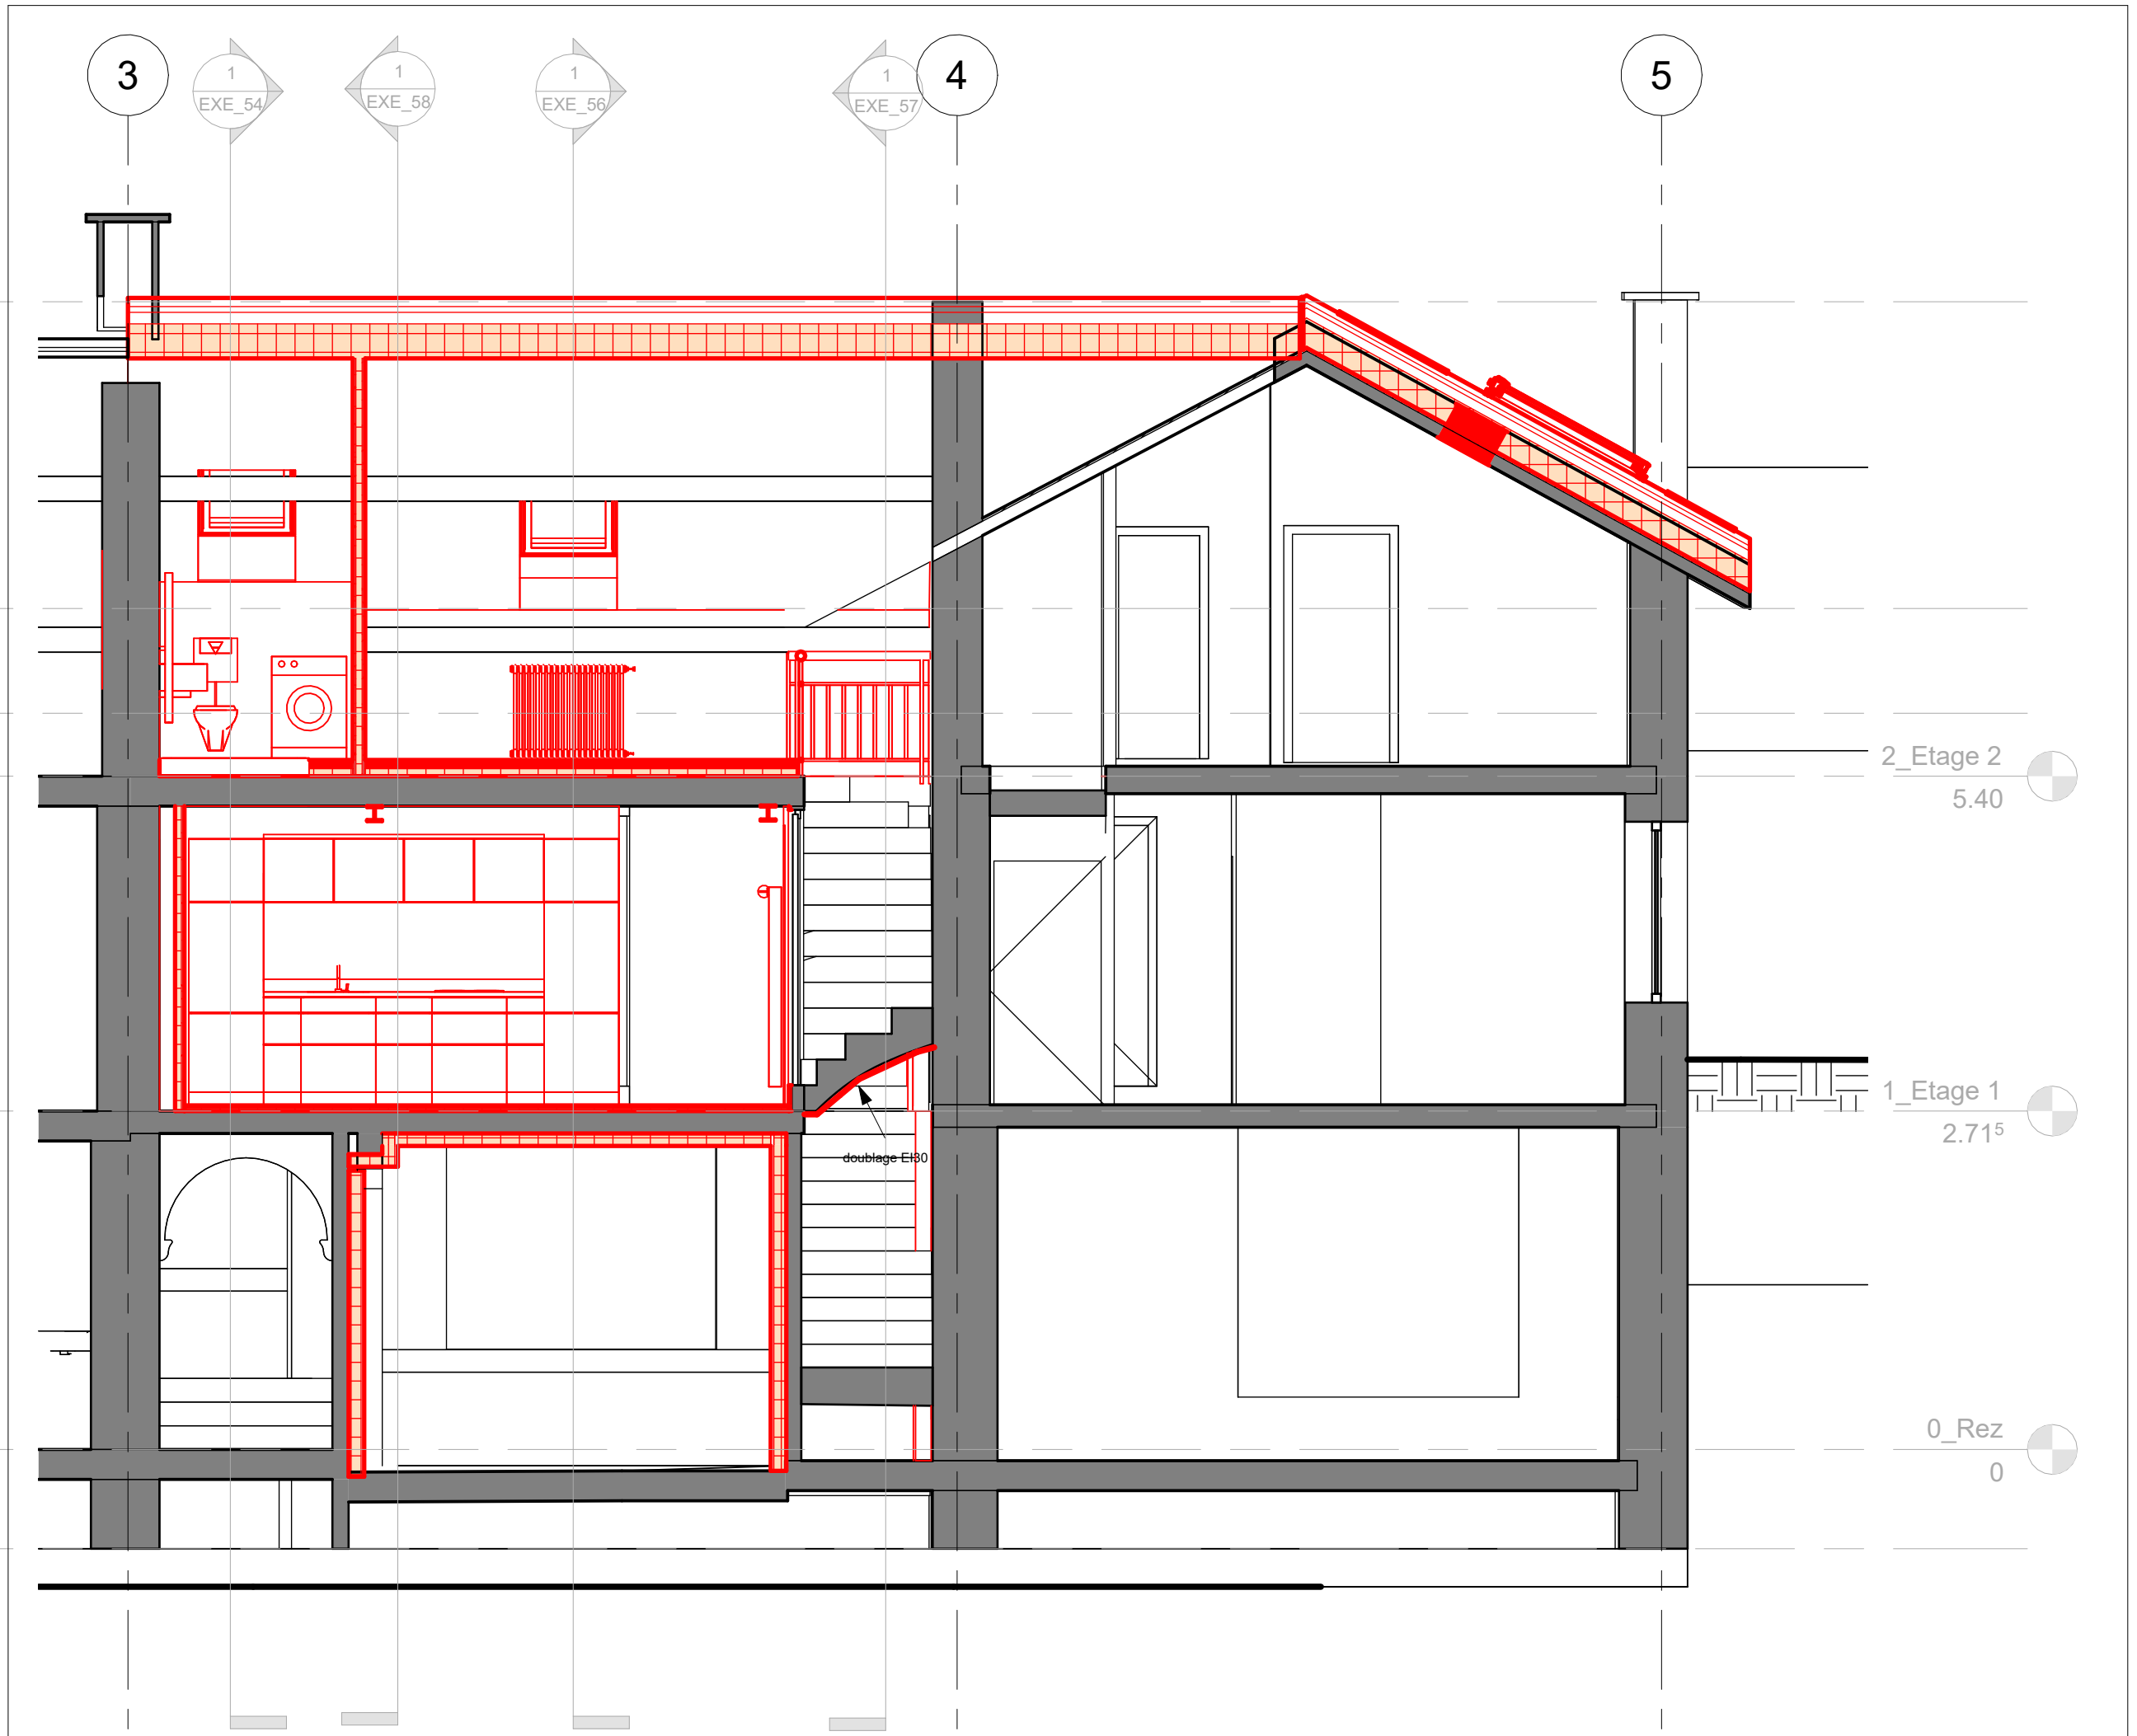 3
1
EXE_54
1
EXE_58
1
EXE_56
1
EXE_57
4
5
2_Etage 2
5.40
1_Etage 1
2.71⁵
doublage EI30
0_Rez
0